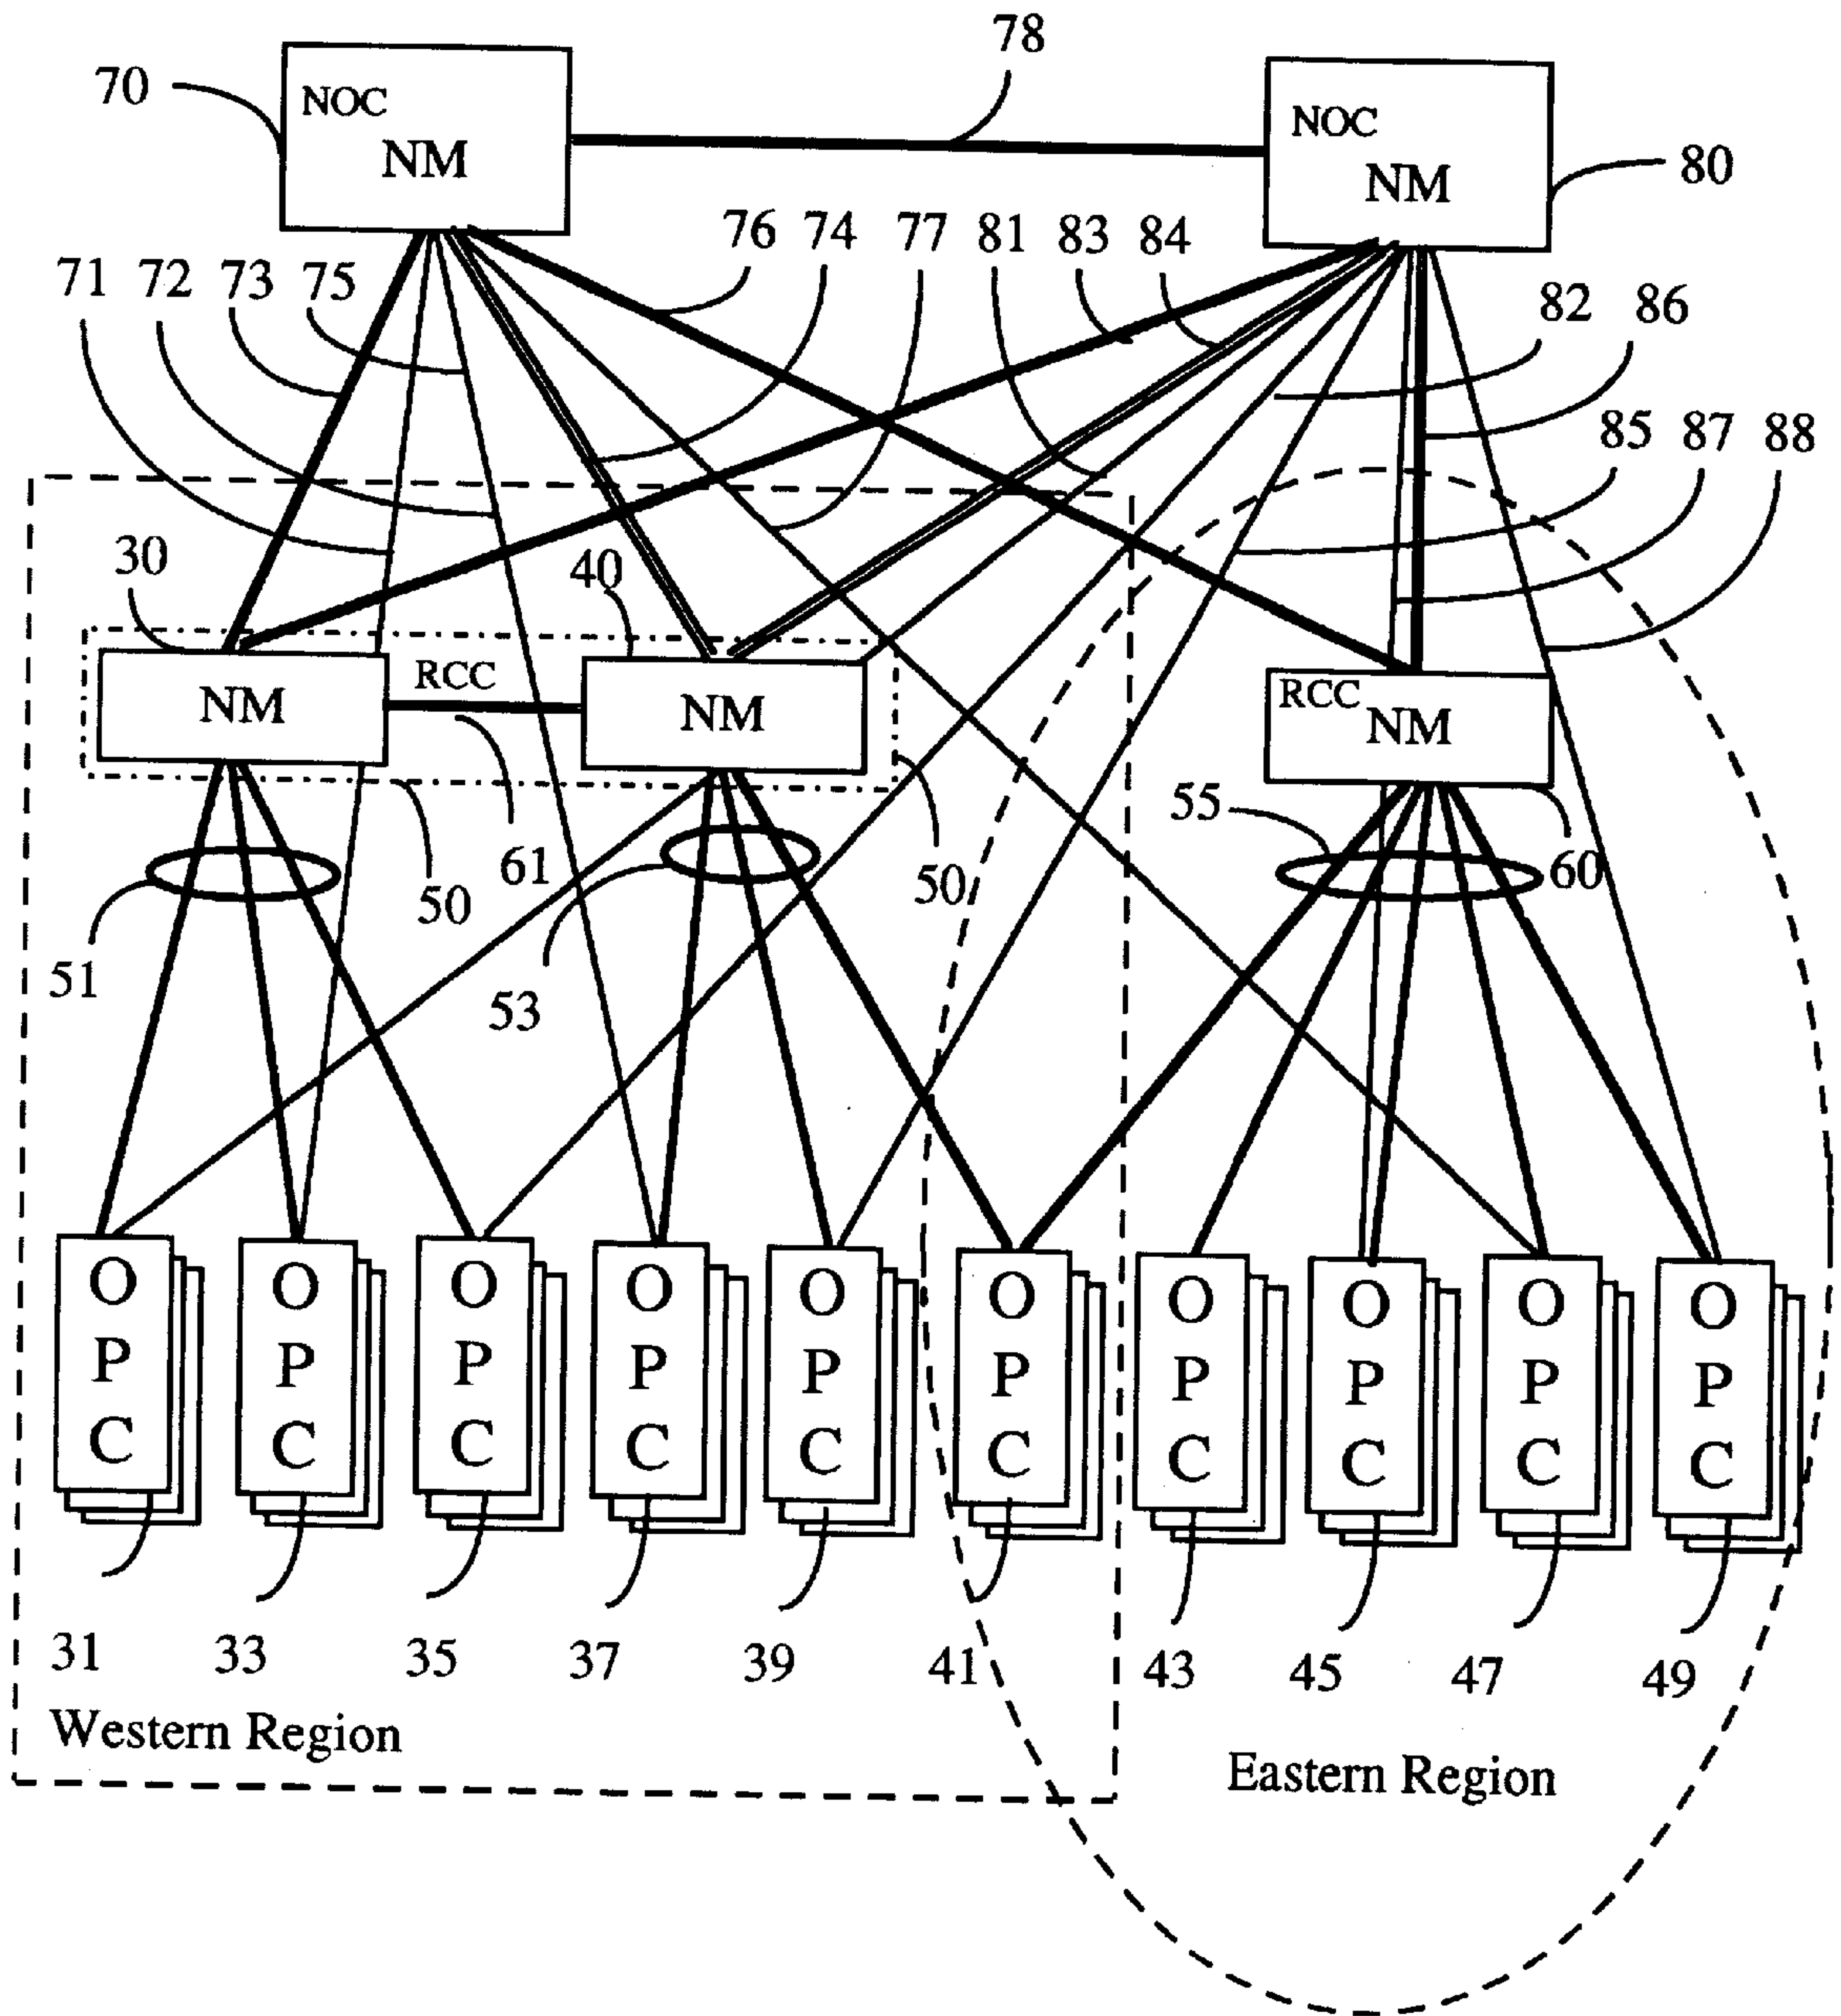 78
70
NOC
NM
NOC
NM
80
76 74 77 81 83 84
71 72 73 75
82 86
85 87 88
30
40
NM
RCC
NM
RCC
NM
55
61
50
50
60
51
53
O P C
O P C
O P C
O P C
O P C
O P C
O P C
O P C
O P C
O P C
31 33 35 37 39 41 43 45 47 49
Western Region
Eastern Region